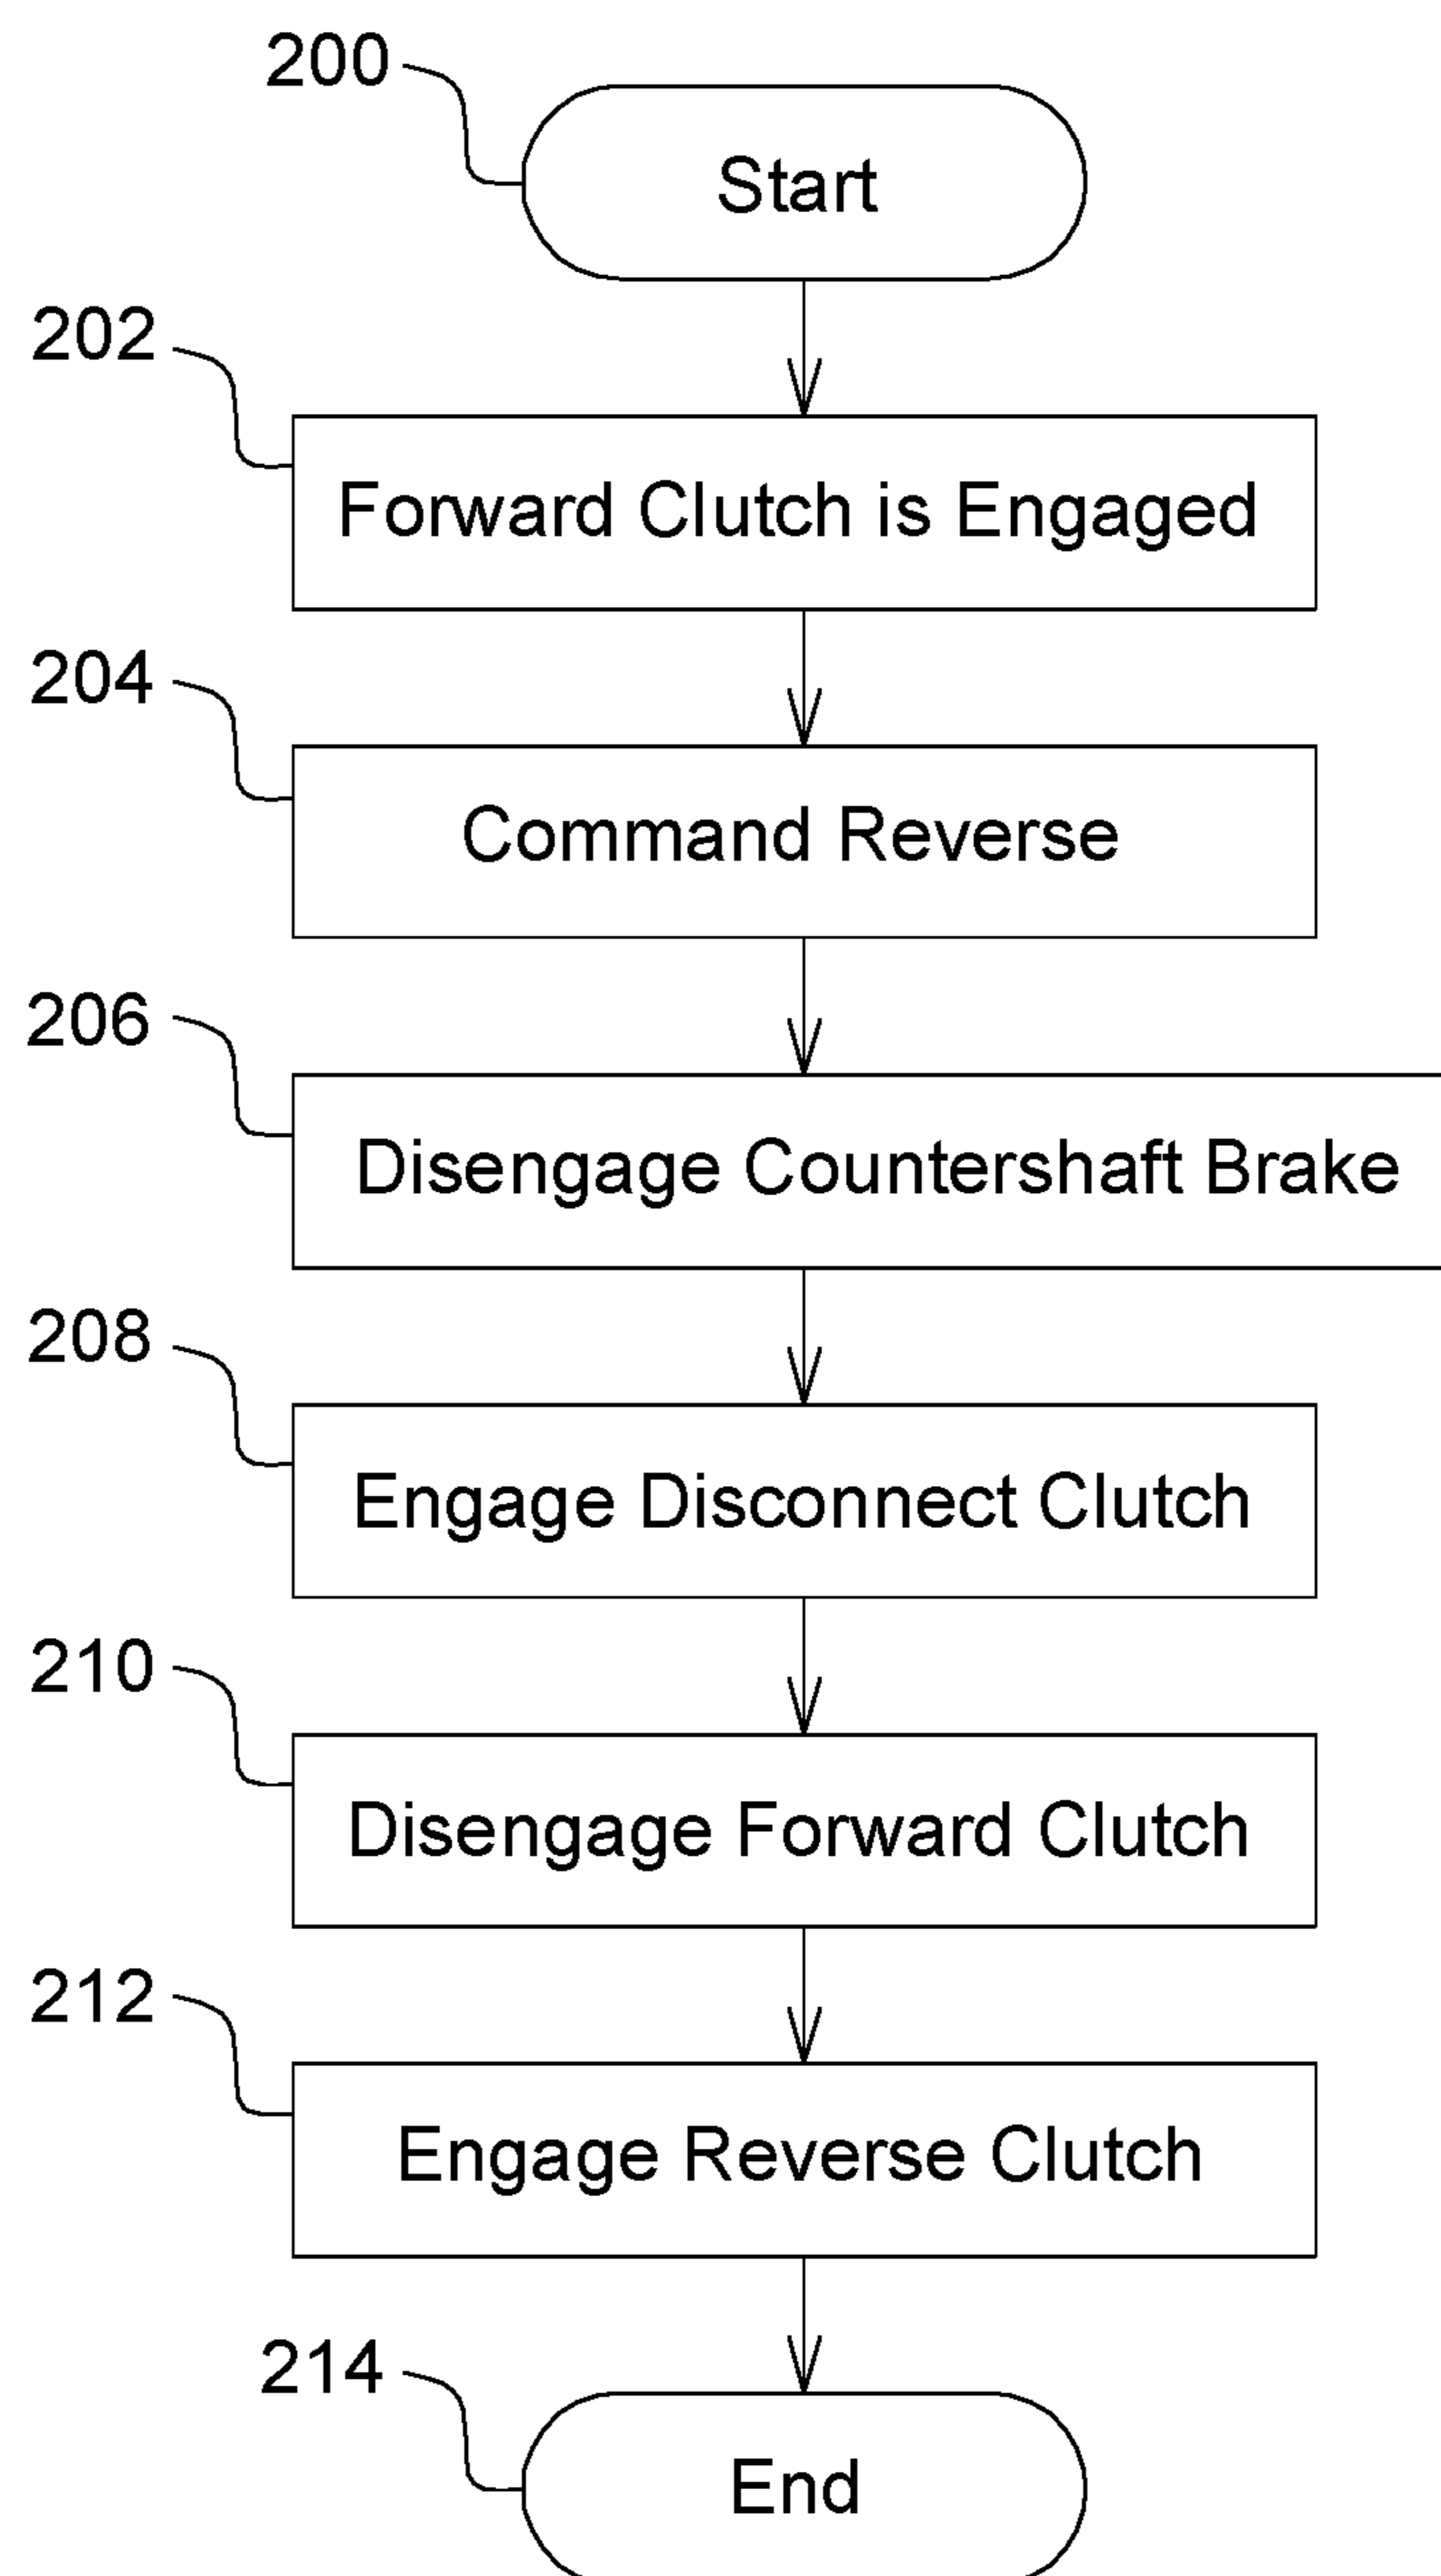 200
Start
202
Forward Clutch is Engaged
204
Command Reverse
206
Disengage Countershaft Brake
208
Engage Disconnect Clutch
210
Disengage Forward Clutch
212
Engage Reverse Clutch
214
End